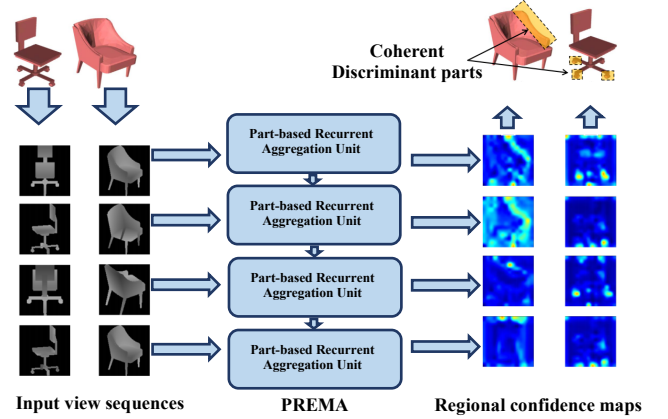 Coherent
Discriminant parts
Part-based Recurrent
Aggregation Unit
Part-based Recurrent
Aggregation Unit
Part-based Recurrent
Aggregation Unit
Part-based Recurrent
Aggregation Unit
Input view sequences
PREMA
Regional confidence maps